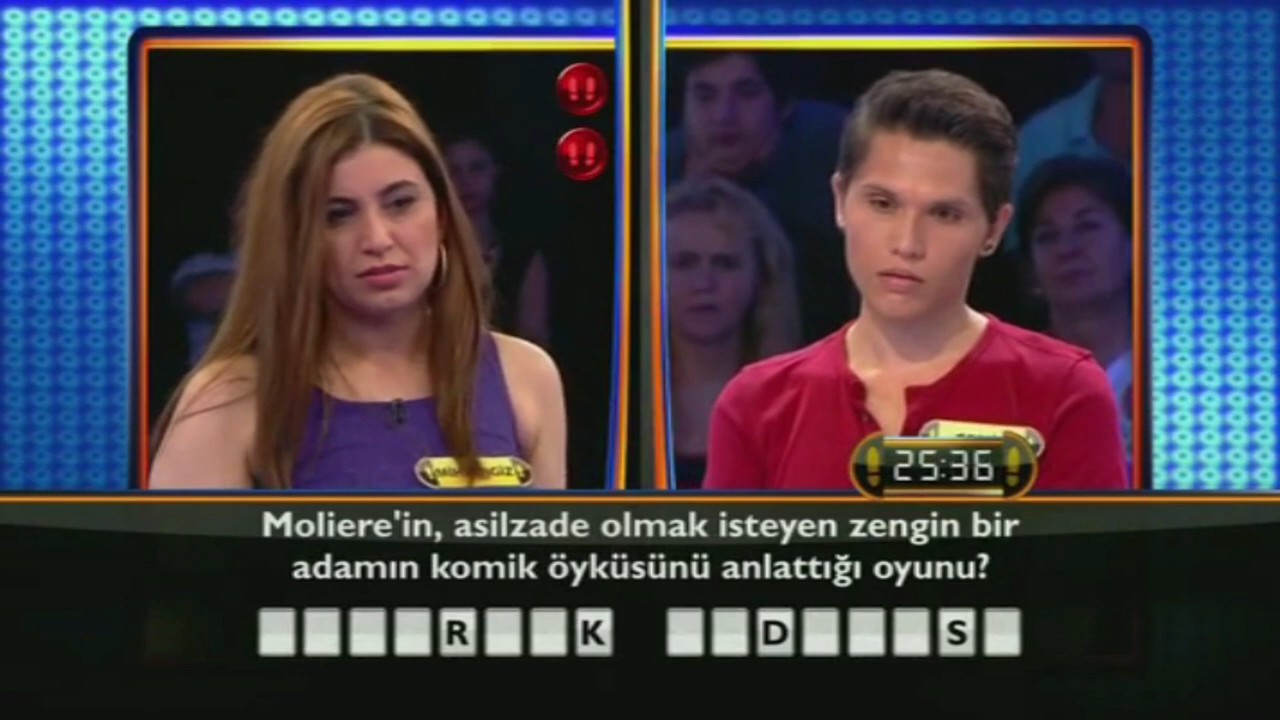 25:36
Moliere'in, asilzade olmak isteyen zengin bir
adamın komik öyküsünü anlattığı oyunu?
R K D S